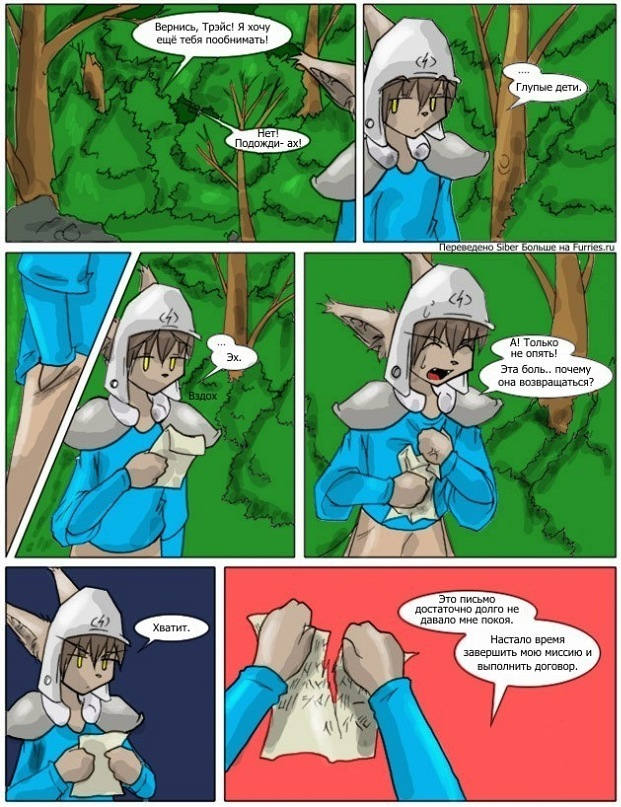 Вернись, Трэйс! Я хочу
ещё тебя пообнимать!
Нет!
Подожди- ах!
....
Глупые дети.
Переведено Siber Больше на Furries.ru
...
Эх.
Вздох
А! Только
не опять!
Эта боль.. почему
она возвращаться?
Хватит.
Это письмо
достаточно долго не
давало мне покоя.
Настало время
завершить мою миссию и
выполнить договор.